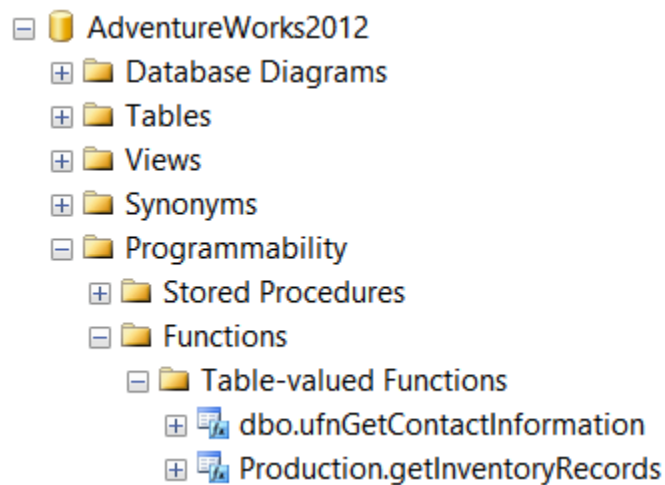 AdventureWorks2012
Database Diagrams
Tables
Views
Synonyms
Programmability
Stored Procedures
Functions
Table-valued Functions
dbo.ufnGetContactInformation
Production.getInventoryRecords